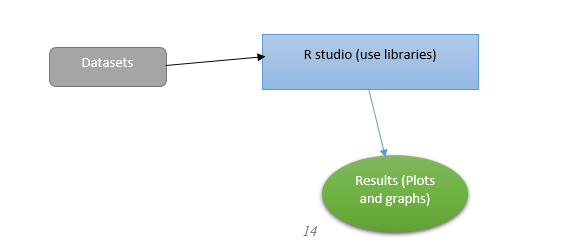 Datasets
R studio (use libraries)
Results (Plots
and graphs)
14